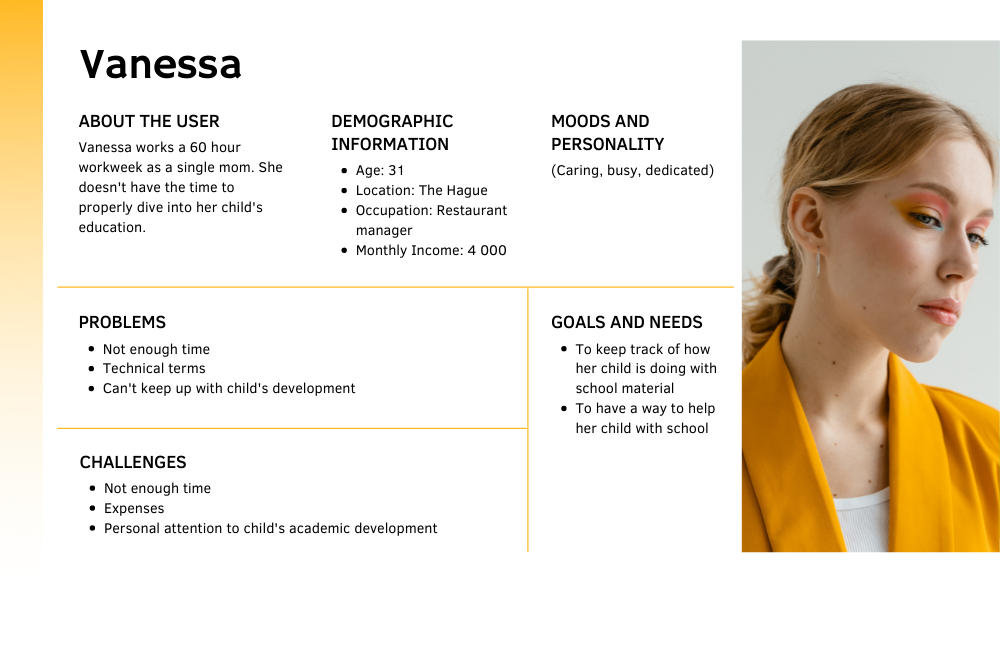 Vanessa
ABOUT THE USER
Vanessa works a 60 hour
workweek as a single mom. She
doesn't have the time to
properly dive into her child's
education.
DEMOGRAPHIC
INFORMATION
• Age: 31
• Location: The Hague
• Occupation: Restaurant
manager
• Monthly Income: 4 000
MOODS AND
PERSONALITY
(Caring, busy, dedicated)
PROBLEMS
• Not enough time
• Technical terms
• Can't keep up with child's development
CHALLENGES
• Not enough time
• Expenses
• Personal attention to child's academic development
GOALS AND NEEDS
• To keep track of how
her child is doing with
school material
• To have a way to help
her child with school